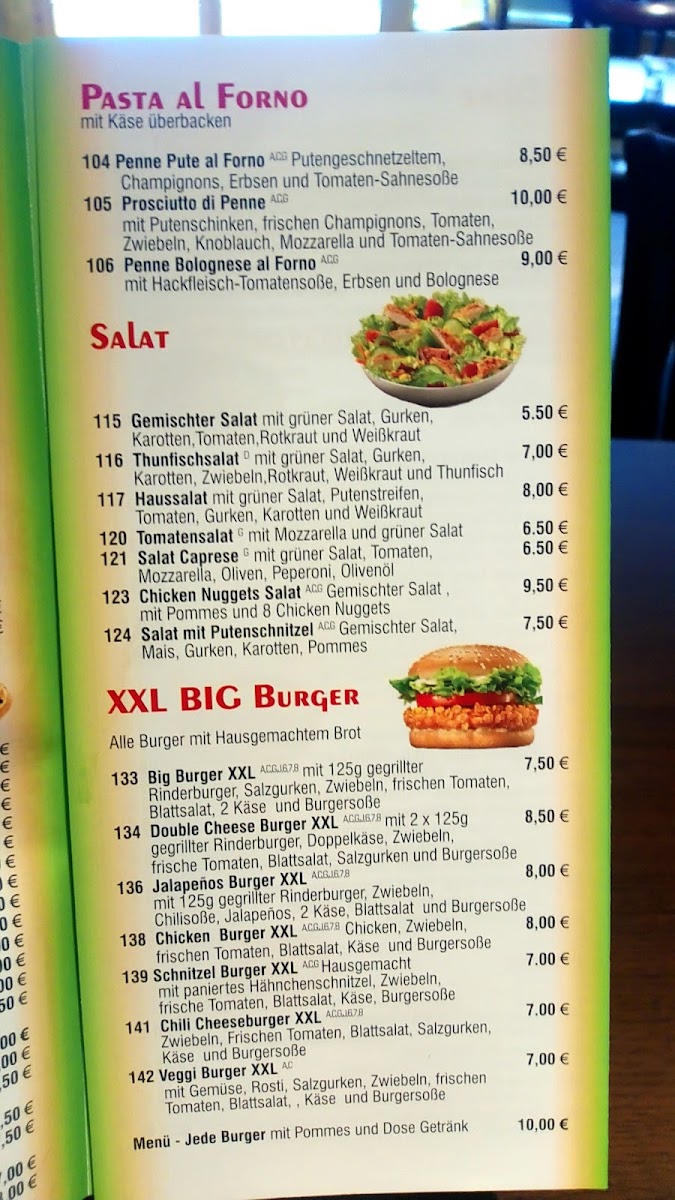 PASTA AL FORNO
mit Käse überbacken
104 Penne Pute al Forno ACG Putengeschnetzeltem, 8,50 €
Champignons, Erbsen und Tomaten-Sahnesoße
105 Prosciutto di Penne ACG 10,00 €
mit Putenschinken, frischen Champignons, Tomaten,
Zwiebeln, Knoblauch, Mozzarella und Tomaten-Sahnesoße
106 Penne Bolognese al Forno ACG 9,00 €
mit Hackfleisch-Tomatensoße, Erbsen und Bolognese
SALAT
115 Gemischter Salat mit grüner Salat, Gurken, 5.50 €
Karotten,Tomaten,Rotkraut und Weißkraut
116 Thunfischsalat D mit grüner Salat, Gurken, 7,00 €
Karotten, Zwiebeln,Rotkraut, Weißkraut und Thunfisch
117 Haussalat mit grüner Salat, Putenstreifen, 8,00 €
Tomaten, Gurken, Karotten und Weißkraut
120 Tomatensalat G mit Mozzarella und grüner Salat 6.50 €
121 Salat Caprese G mit grüner Salat, Tomaten, 6.50 €
Mozzarella, Oliven, Peperoni, Olivenöl
123 Chicken Nuggets Salat ACG Gemischter Salat , 9,50 €
mit Pommes und 8 Chicken Nuggets
124 Salat mit Putenschnitzel ACG Gemischter Salat, 7,50 €
Mais, Gurken, Karotten, Pommes
XXL BIG BURGER
Alle Burger mit Hausgemachtem Brot
133 Big Burger XXL ACGJ,6,7,8 mit 125g gegrillter 7,50 €
Rinderburger, Salzgurken, Zwiebeln, frischen Tomaten,
Blattsalat, 2 Käse und Burgersoße
134 Double Cheese Burger XXL ACGJ,6,7,8 mit 2 x 125g 8,50 €
gegrillter Rinderburger, Doppelkäse, Zwiebeln,
frische Tomaten, Blattsalat, Salzgurken und Burgersoße
136 Jalapeños Burger XXL ACGJ,6,7,8 8,00 €
mit 125g gegrillter Rinderburger, Zwiebeln,
Chilisoße, Jalapeños, 2 Käse, Blattsalat und Burgersoße
138 Chicken Burger XXL ACGJ,6,7,8 Chicken, Zwiebeln, 8,00 €
frischen Tomaten, Blattsalat, Käse und Burgersoße
139 Schnitzel Burger XXL ACG Hausgemacht 7.00 €
mit paniertes Hähnchenschnitzel, Zwiebeln,
frische Tomaten, Blattsalat, Käse, Burgersoße
141 Chili Cheeseburger XXL ACGJ,6,7,8 7.00 €
Zwiebeln, Frischen Tomaten, Blattsalat, Salzgurken,
Käse und Burgersoße
142 Veggi Burger XXL AC 7,00 €
mit Gemüse, Rosti, Salzgurken, Zwiebeln, frischen
Tomaten, Blattsalat, , Käse und Burgersoße
Menü - Jede Burger mit Pommes und Dose Getränk 10,00 €